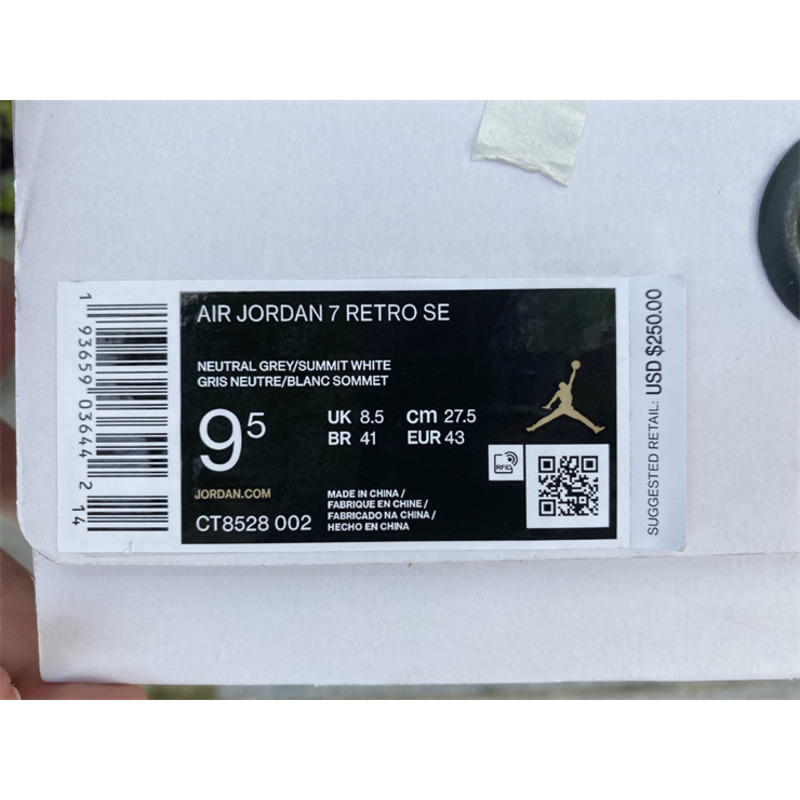 AIR JORDAN 7 RETRO SE
NEUTRAL GREY/SUMMIT WHITE
GRIS NEUTRE/BLANC SOMMET
9⁵
UK 8.5 cm 27.5
BR 41 EUR 43
RFID
JORDAN.COM
CT8528 002
MADE IN CHINA /
FABRIQUE EN CHINE /
FABRICADO NA CHINA /
HECHO EN CHINA
1 93659 03644 2 14
SUGGESTED RETAIL: USD $250.00